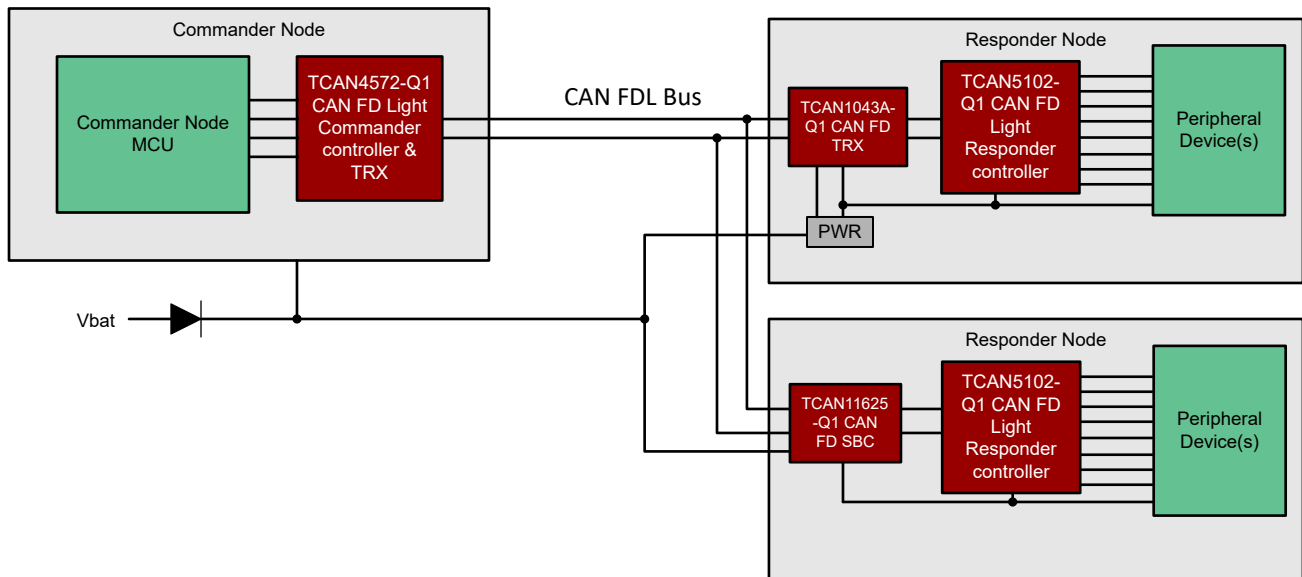 Commander Node
Commander Node
MCU
TCAN4572-Q1
CAN FD Light
Commander
controller &
TRX
CAN FDL Bus
Vbat
Responder Node
TCAN1043A-
Q1 CAN FD
TRX
PWR
TCAN5102-
Q1 CAN FD
Light
Responder
controller
Peripheral
Device(s)
Responder Node
TCAN11625
-Q1 CAN
FD SBC
TCAN5102-
Q1 CAN FD
Light
Responder
controller
Peripheral
Device(s)